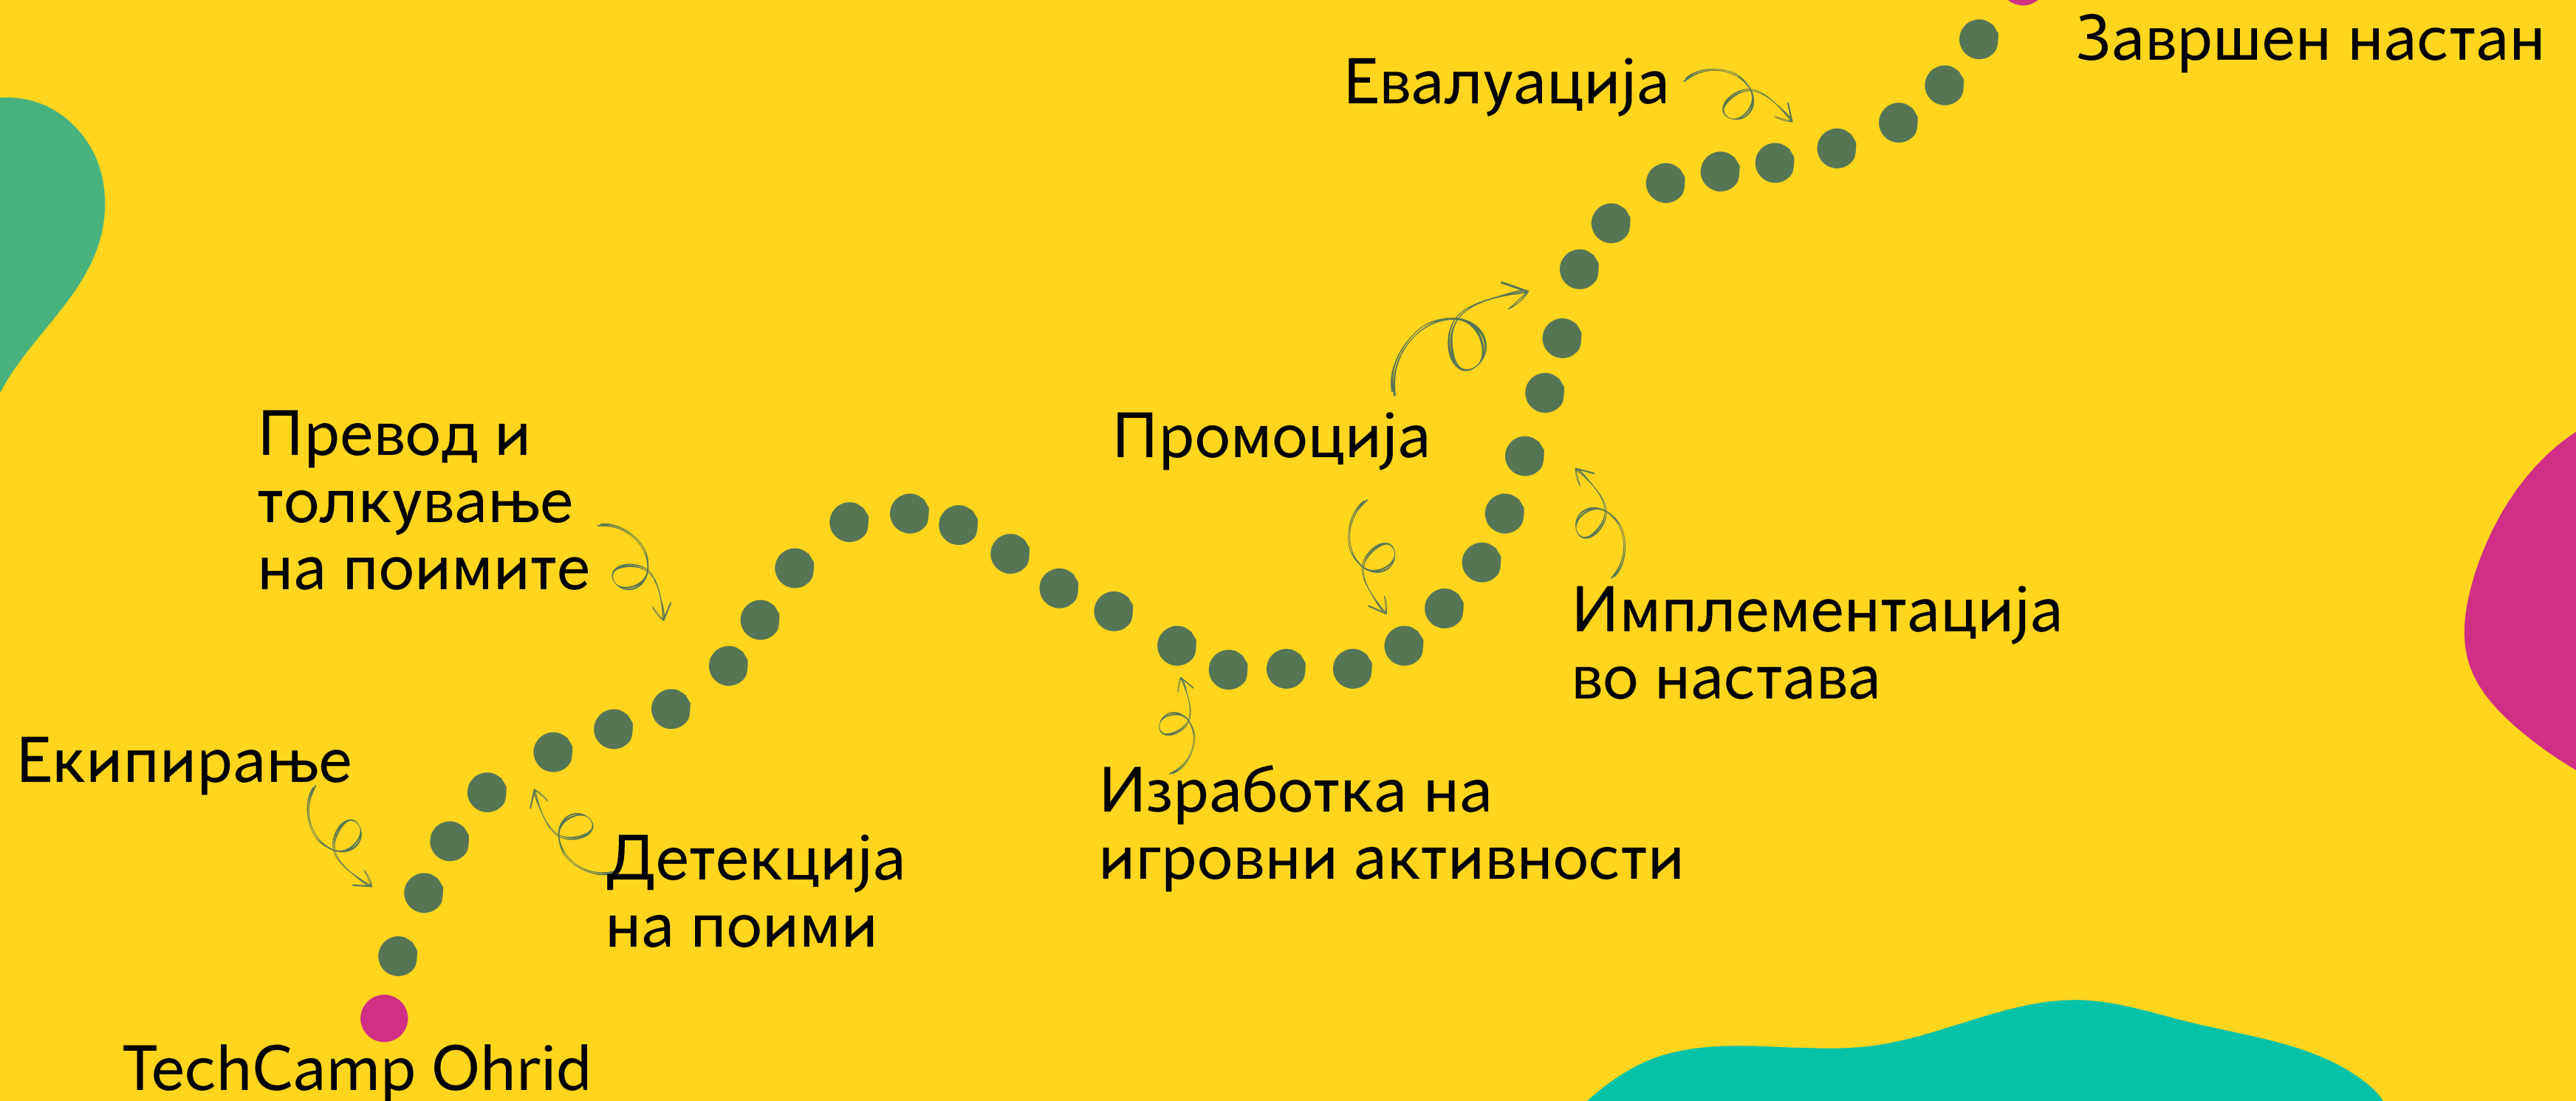 Завршен настан
Евалуација
Превод и
толкување
на поимите
Промоција
Имплементација
во настава
Екипирање
Изработка на
игровни активности
Детекција
на поими
TechCamp Ohrid